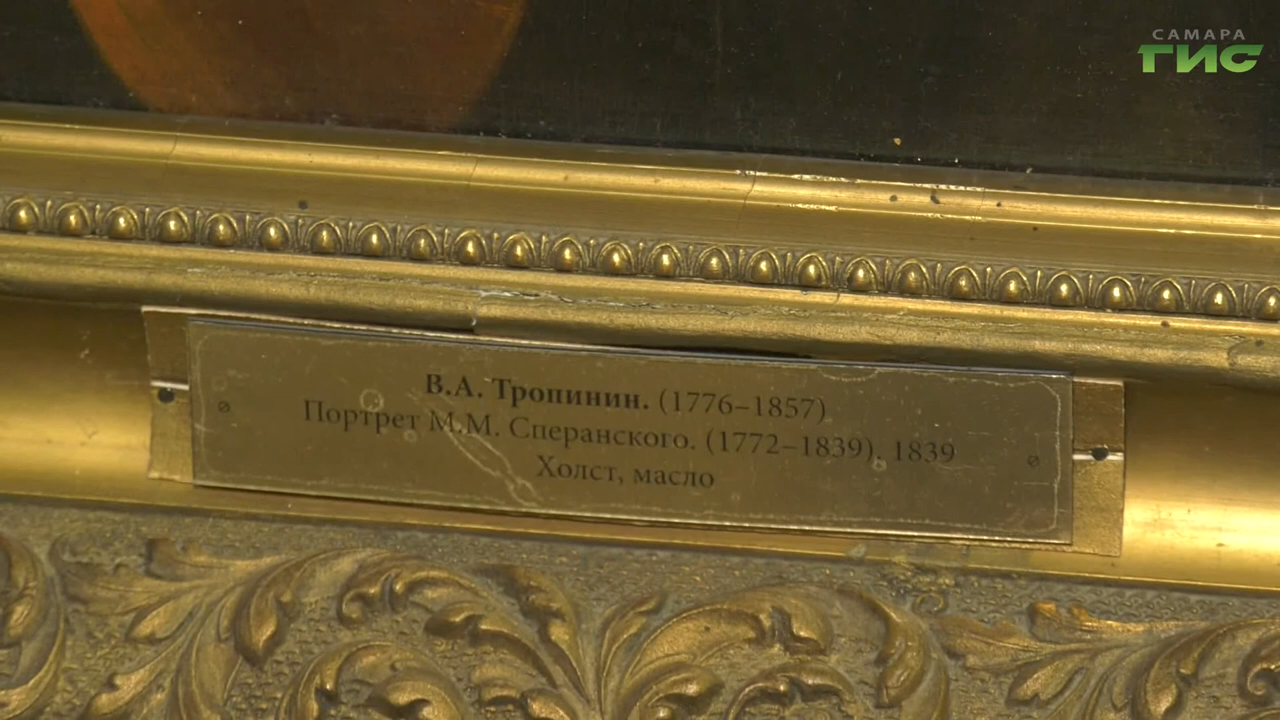 САМАРА
ГИС
В.А. Тропинин. (1776–1857)
Портрет М.М. Сперанского. (1772–1839), 1839
Холст, масло